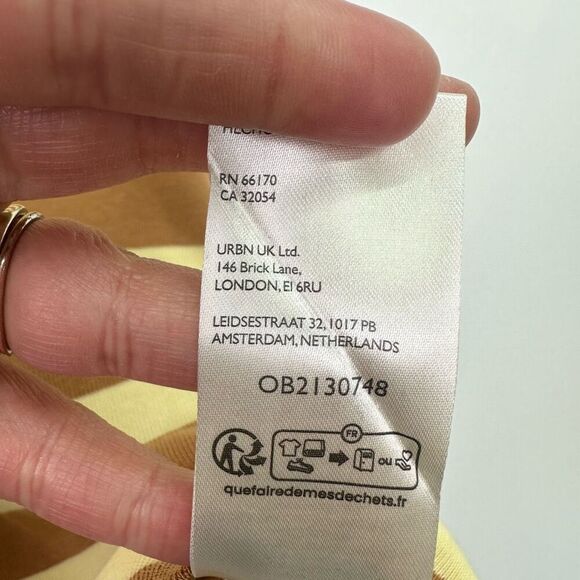 HECHO
RN 66170
CA 32054
URBN UK Ltd.
146 Brick Lane,
LONDON, E1 6RU
LEIDSESTRAAT 32, 1017 PB
AMSTERDAM, NETHERLANDS
OB2130748
FR
ou
quefairedemesdechets.fr